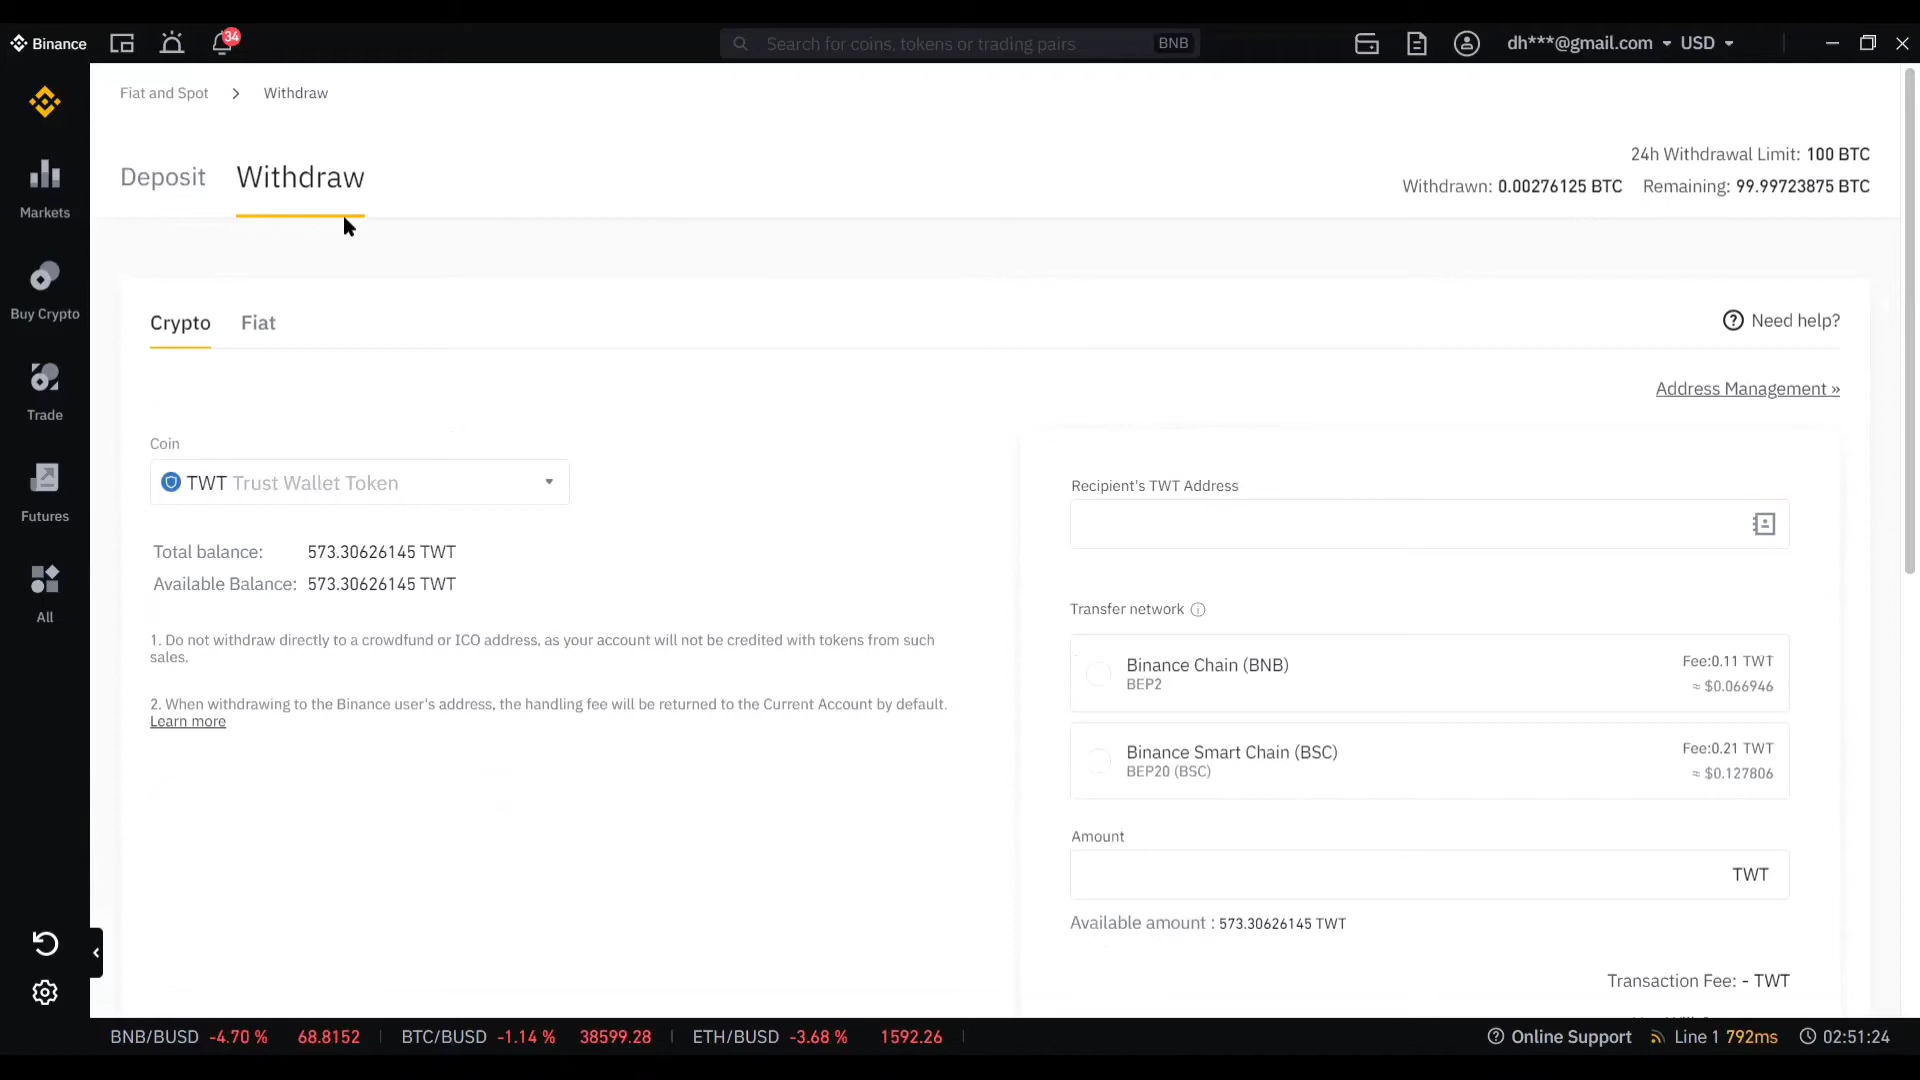 Binance
34
Search for coins, tokens or trading pairs
BNB
dh***@gmail.com
USD
Fiat and Spot
Withdraw
Deposit
Withdraw
24h Withdrawal Limit: 100 BTC
Withdrawn: 0.00276125 BTC Remaining: 99.99723875 BTC
Markets
Buy Crypto
Trade
Futures
All
Crypto
Fiat
Need help?
Address Management »
Coin
TWT Trust Wallet Token
Total balance: 573.30626145 TWT
Available Balance: 573.30626145 TWT
1. Do not withdraw directly to a crowdfund or ICO address, as your account will not be credited with tokens from such
sales.
2. When withdrawing to the Binance user's address, the handling fee will be returned to the Current Account by default.
Learn more
Recipient's TWT Address
Transfer network
Binance Chain (BNB)
BEP2
Fee:0.11 TWT
≈ $0.066946
Binance Smart Chain (BSC)
BEP20 (BSC)
Fee:0.21 TWT
≈ $0.127806
Amount
TWT
Available amount : 573.30626145 TWT
Transaction Fee: - TWT
BNB/BUSD -4.70 % 68.8152
BTC/BUSD -1.14 % 38599.28
ETH/BUSD -3.68 % 1592.26
Online Support
Line 1 792ms
02:51:24